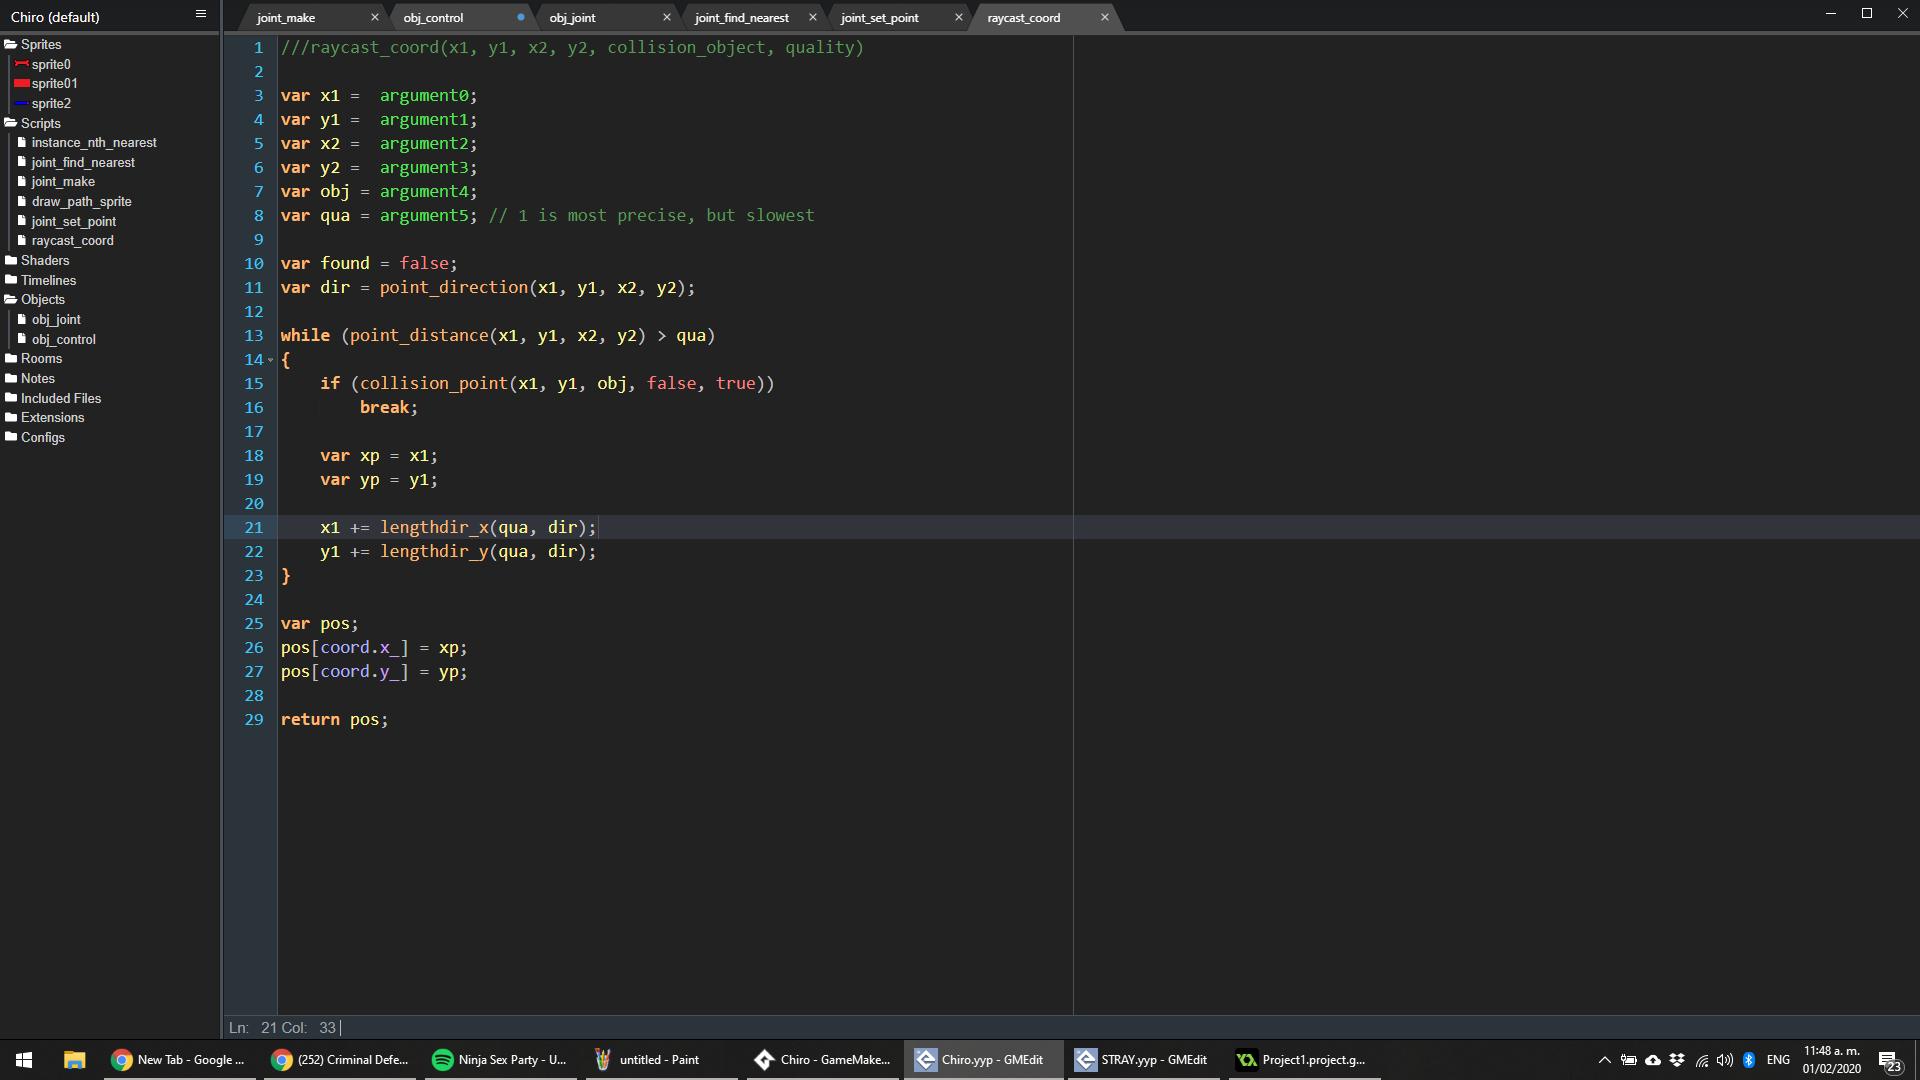 Chiro (default)
joint_make
obj_control
obj_joint
joint_find_nearest
joint_set_point
raycast_coord
Sprites
sprite0
sprite01
sprite2
Scripts
instance_nth_nearest
joint_find_nearest
joint_make
draw_path_sprite
joint_set_point
raycast_coord
Shaders
Timelines
Objects
obj_joint
obj_control
Rooms
Notes
Included Files
Extensions
Configs
1 ///raycast_coord(x1, y1, x2, y2, collision_object, quality)
2
3 var x1 =  argument0;
4 var y1 =  argument1;
5 var x2 =  argument2;
6 var y2 =  argument3;
7 var obj = argument4;
8 var qua = argument5; // 1 is most precise, but slowest
9
10 var found = false;
11 var dir = point_direction(x1, y1, x2, y2);
12
13 while (point_distance(x1, y1, x2, y2) > qua)
14 {
15     if (collision_point(x1, y1, obj, false, true))
16         break;
17
18     var xp = x1;
19     var yp = y1;
20
21     x1 += lengthdir_x(qua, dir);
22     y1 += lengthdir_y(qua, dir);
23 }
24
25 var pos;
26 pos[coord.x_] = xp;
27 pos[coord.y_] = yp;
28
29 return pos;
Ln: 21 Col: 33
New Tab - Google ...
(252) Criminal Defe...
Ninja Sex Party - U...
untitled - Paint
Chiro - GameMake...
Chiro.yyp - GMEdit
STRAY.yyp - GMEdit
Project1.project.g...
ENG
11:48 a. m.
01/02/2020
23